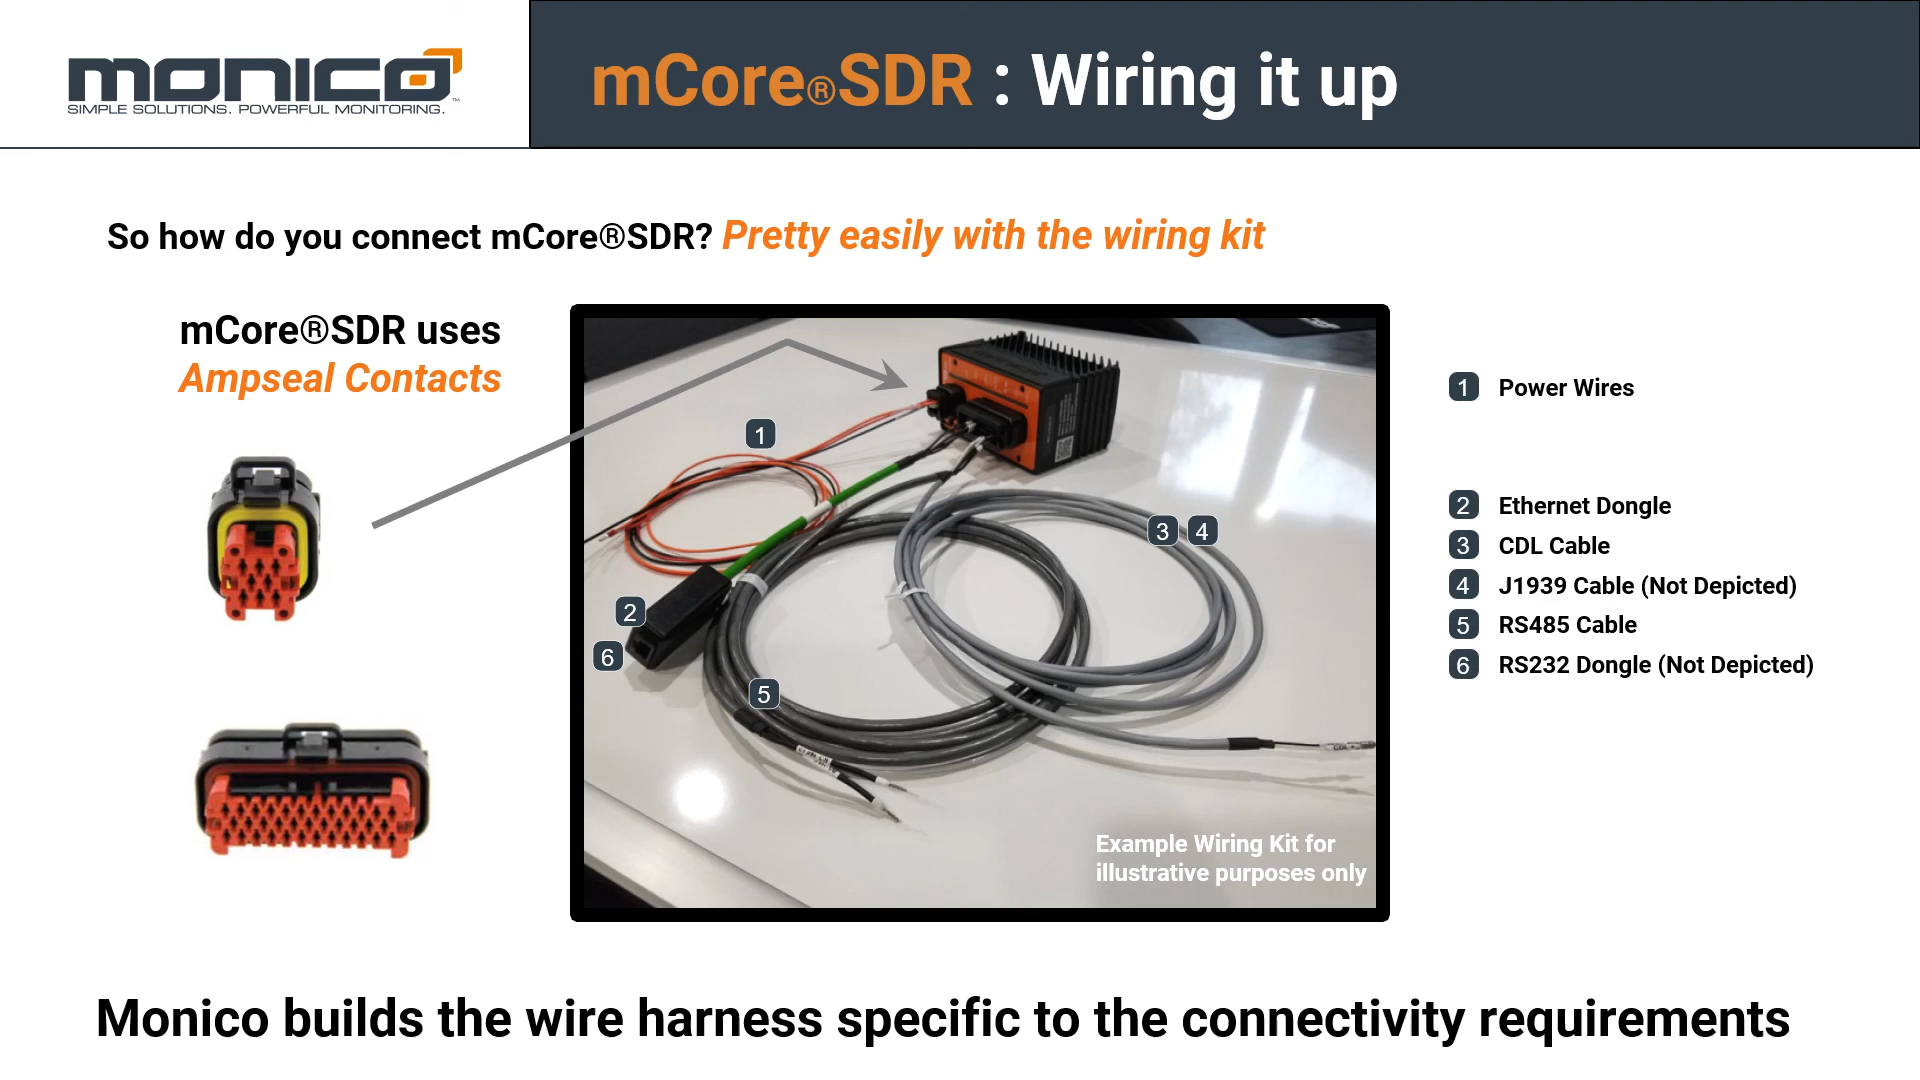 MONICO
SIMPLE SOLUTIONS. POWERFUL MONITORING.™
mCore®SDR : Wiring it up
So how do you connect mCore®SDR? Pretty easily with the wiring kit
mCore®SDR uses
Ampseal Contacts
1
2
6
3 4
5
Example Wiring Kit for
illustrative purposes only
1 Power Wires
2 Ethernet Dongle
3 CDL Cable
4 J1939 Cable (Not Depicted)
5 RS485 Cable
6 RS232 Dongle (Not Depicted)
Monico builds the wire harness specific to the connectivity requirements